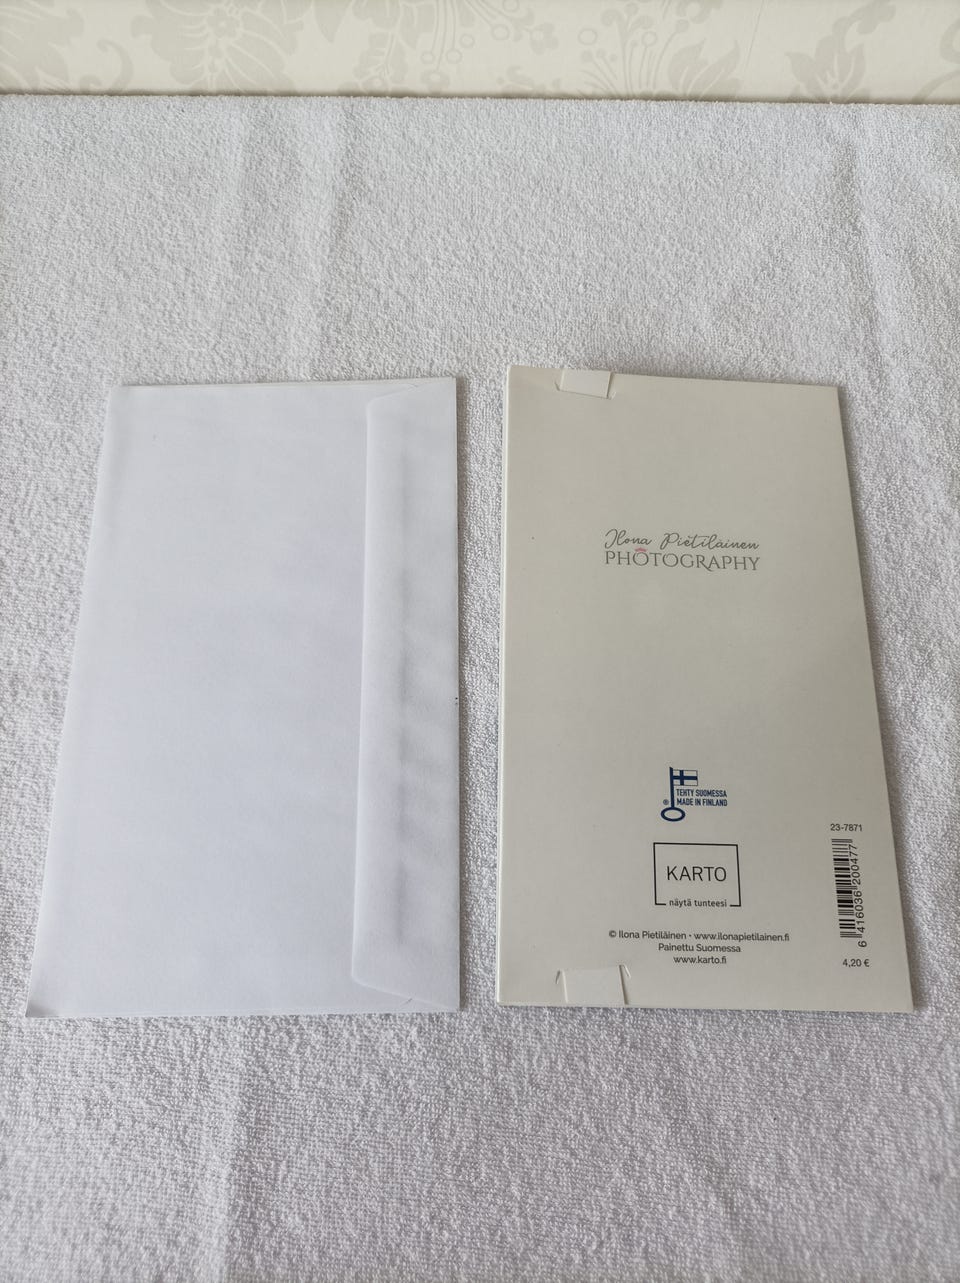 Ilona Pietiläinen
PHOTOGRAPHY
TEHTY SUOMESSA
® MADE IN FINLAND
23-7871
KARTO
näytä tunteesi
6 416036 200477
© Ilona Pietiläinen • www.ilonapietilainen.fi
Painettu Suomessa
www.karto.fi
4,20 €